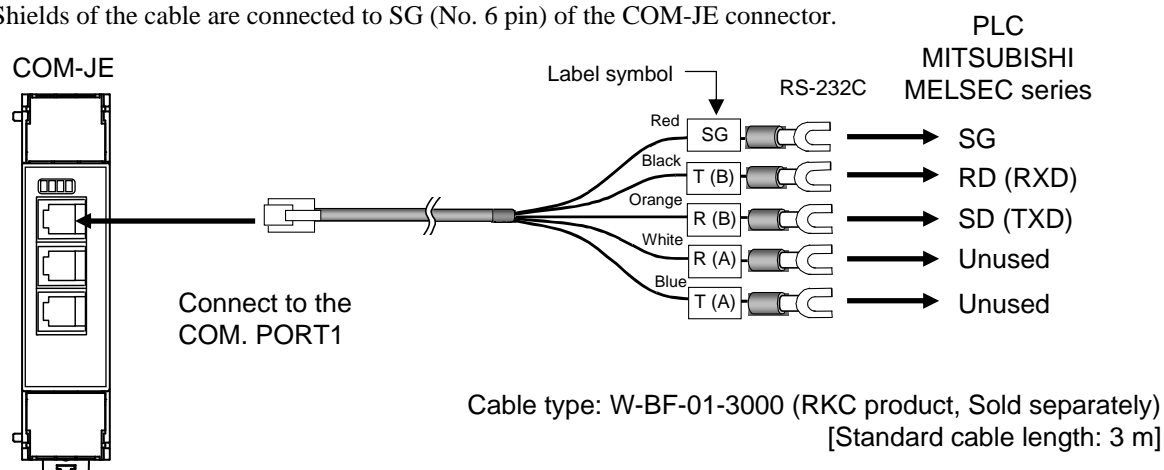 Shields of the cable are connected to SG (No. 6 pin) of the COM-JE connector.
PLC
MITSUBISHI
MELSEC series
COM-JE
Label symbol
RS-232C
Red
SG
SG
Black
T (B)
RD (RXD)
Orange
R (B)
SD (TXD)
White
R (A)
Unused
Blue
T (A)
Unused
Connect to the
COM. PORT1
Cable type: W-BF-01-3000 (RKC product, Sold separately)
[Standard cable length: 3 m]